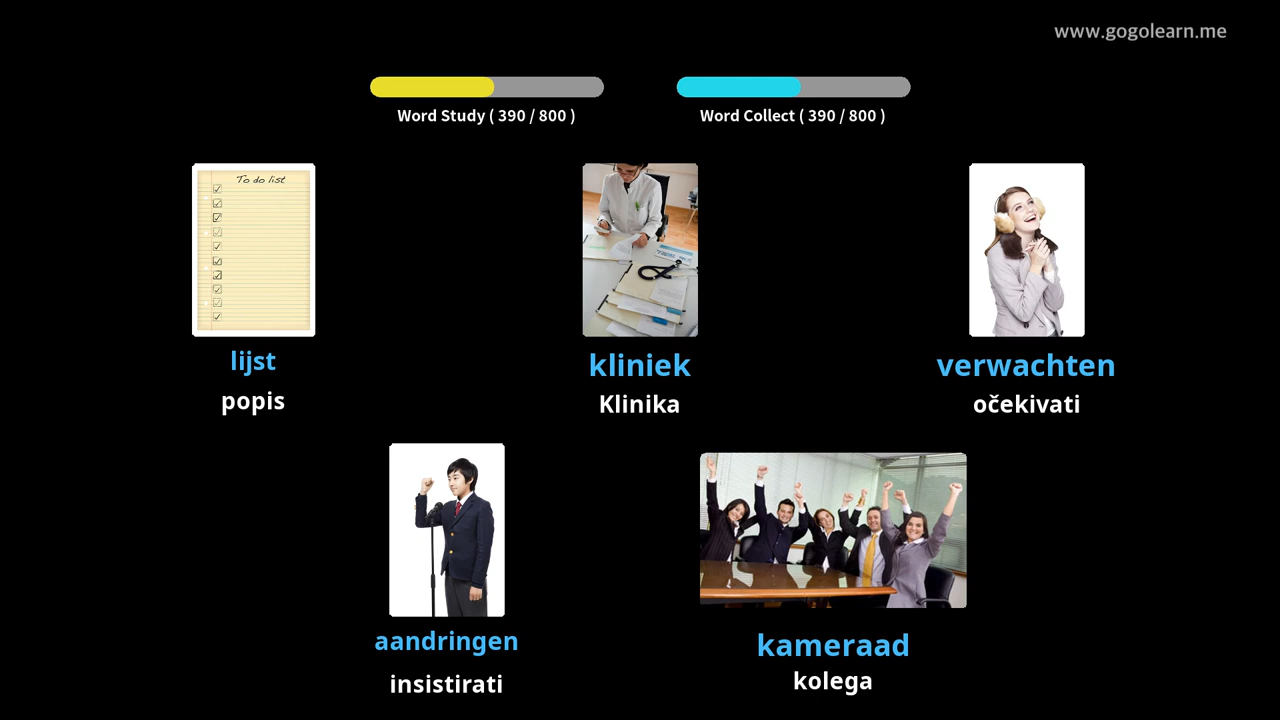 www.gogolearn.me
Word Study ( 390 / 800 )
Word Collect ( 390 / 800 )
To do list
lijst
popis
kliniek
Klinika
verwachten
očekivati
aandringen
insistirati
kameraad
kolega